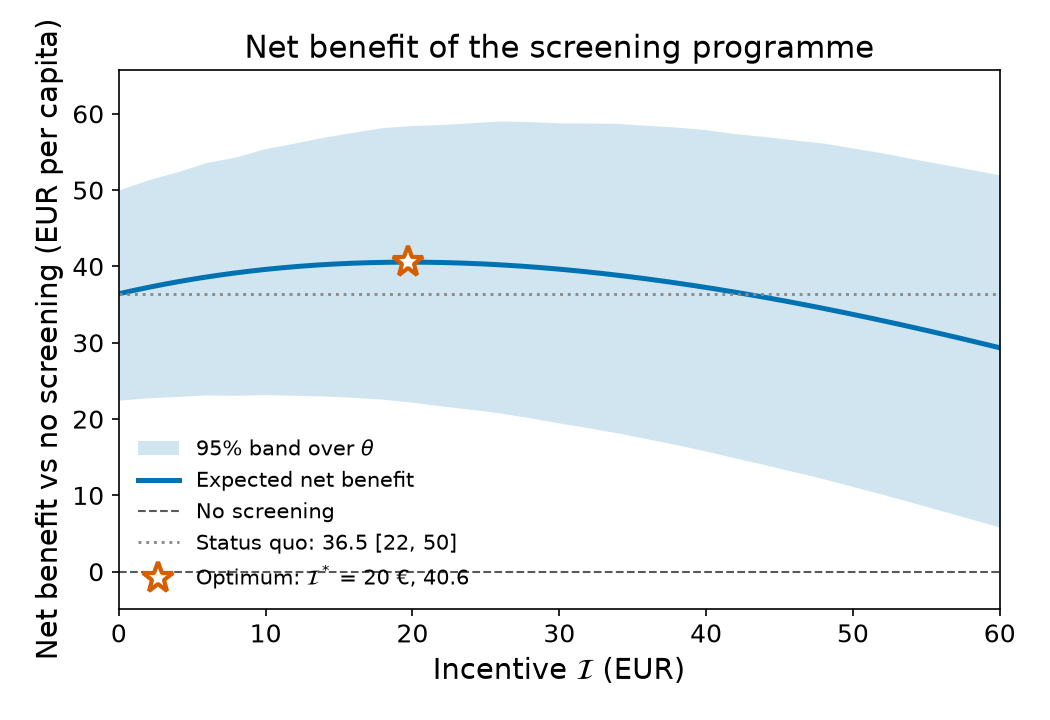 Net benefit of the screening programme
Net benefit vs no screening (EUR per capita)
60
50
40
30
20
10
0
95% band over θ
Expected net benefit
No screening
Status quo: 36.5 [22, 50]
Optimum: ℐ* = 20 €, 40.6
0 10 20 30 40 50 60
Incentive ℐ (EUR)